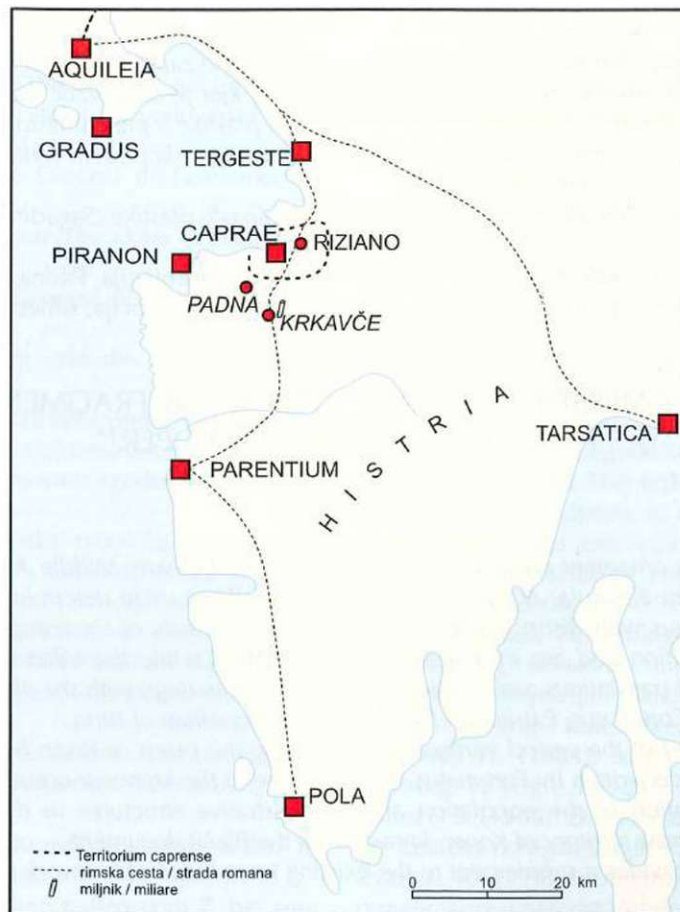 AQUILEIA
GRADUS
TERGESTE
CAPRAE
RIZIANO
PIRANON
PADNA
KRKAVČE
HISTRIA
TARSATICA
PARENTIUM
POLA
Territorium caprense
rimska cesta / strada romana
miljnik / miliare
0 10 20 km